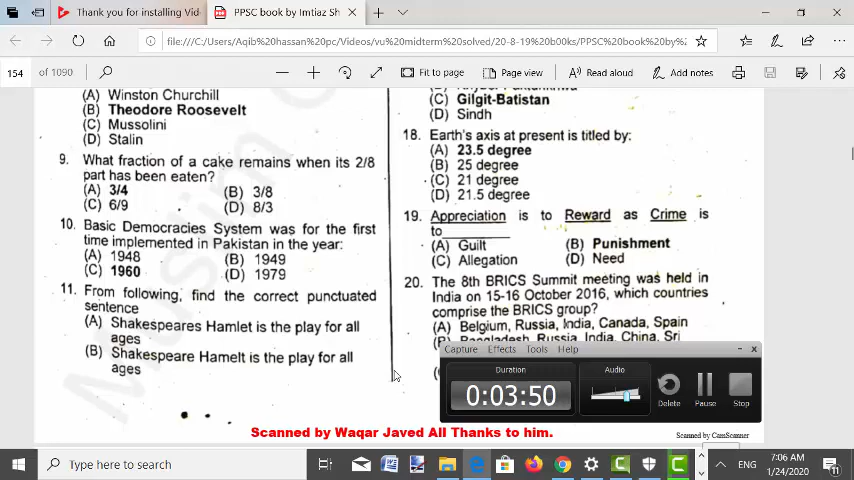 Thank you for installing Vid
PPSC book by Imtiaz Sh
file:///C:/Users/Aqib%20hassan%20pc/Videos/vu%20midterm%20solved/20-8-19%20b00ks/PPSC%20book%20by%2
154 of 1090
Fit to page
Page view
Read aloud
Add notes
(A) Winston Churchill
(B) Theodore Roosevelt
(C) Mussolini
(D) Stalin
9. What fraction of a cake remains when its 2/8
part has been eaten?
(A) 3/4 (B) 3/8
(C) 6/9 (D) 8/3
10. Basic Democracies System was for the first
time implemented in Pakistan in the year:
(A) 1948 (B) 1949
(C) 1960 (D) 1979
11. From following, find the correct punctuated
sentence
(A) Shakespeares Hamlet is the play for all
ages
(B) Shakespeare Hamelt is the play for all
ages
(C) Gilgit-Batistan
(D) Sindh
18. Earth's axis at present is titled by:
(A) 23.5 degree
(B) 25 degree
(C) 21 degree
(D) 21.5 degree
19. Appreciation is to Reward as Crime is
to
(A) Guilt (B) Punishment
(C) Allegation (D) Need
20. The 8th BRICS Summit meeting was held in
India on 15-16 October 2016, which countries
comprise the BRICS group?
(A) Belgium, Russia, India, Canada, Spain
(B) Bangladesh, Russia, India, China, Sri
Capture Effects Tools Help
Duration
0:03:50
Audio
Delete
Pause
Stop
Scanned by Waqar Javed All Thanks to him.
Scanned by CamScanner
Type here to search
ENG
7:06 AM
1/24/2020
11